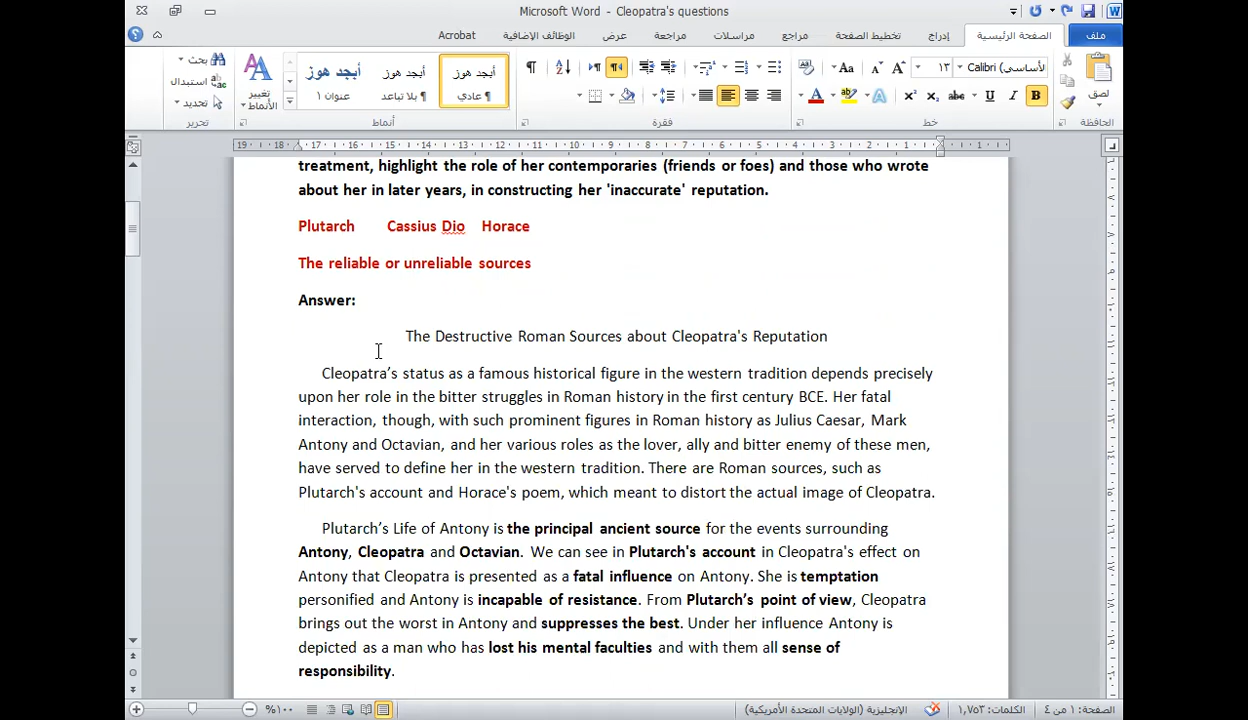 Microsoft Word - Cleopatra's questions
ملف
الصفحة الرئيسية
إدراج
تخطيط الصفحة
مراجع
مراسلات
مراجعة
عرض
الوظائف الإضافية
Acrobat
لصق
الحافظة
Calibri (الأساسي)
١٣
Aa
خط
فقرة
أبجد هوز
¶ عادي
أبجد هوز
¶ بلا تباعد
أبجد هوز
عنوان ١
تغيير الأنماط
أنماط
بحث
استبدال
تحديد
تحرير
treatment, highlight the role of her contemporaries (friends or foes) and those who wrote
about her in later years, in constructing her 'inaccurate' reputation.
Plutarch Cassius Dio Horace
The reliable or unreliable sources
Answer:
The Destructive Roman Sources about Cleopatra's Reputation
Cleopatra’s status as a famous historical figure in the western tradition depends precisely
upon her role in the bitter struggles in Roman history in the first century BCE. Her fatal
interaction, though, with such prominent figures in Roman history as Julius Caesar, Mark
Antony and Octavian, and her various roles as the lover, ally and bitter enemy of these men,
have served to define her in the western tradition. There are Roman sources, such as
Plutarch's account and Horace's poem, which meant to distort the actual image of Cleopatra.
Plutarch’s Life of Antony is the principal ancient source for the events surrounding
Antony, Cleopatra and Octavian. We can see in Plutarch's account in Cleopatra's effect on
Antony that Cleopatra is presented as a fatal influence on Antony. She is temptation
personified and Antony is incapable of resistance. From Plutarch’s point of view, Cleopatra
brings out the worst in Antony and suppresses the best. Under her influence Antony is
depicted as a man who has lost his mental faculties and with them all sense of
responsibility.
الصفحة: ١ من ٤
الكلمات: ١,٧٥٣
الإنجليزية (الولايات المتحدة الأمريكية)
%١٠٠